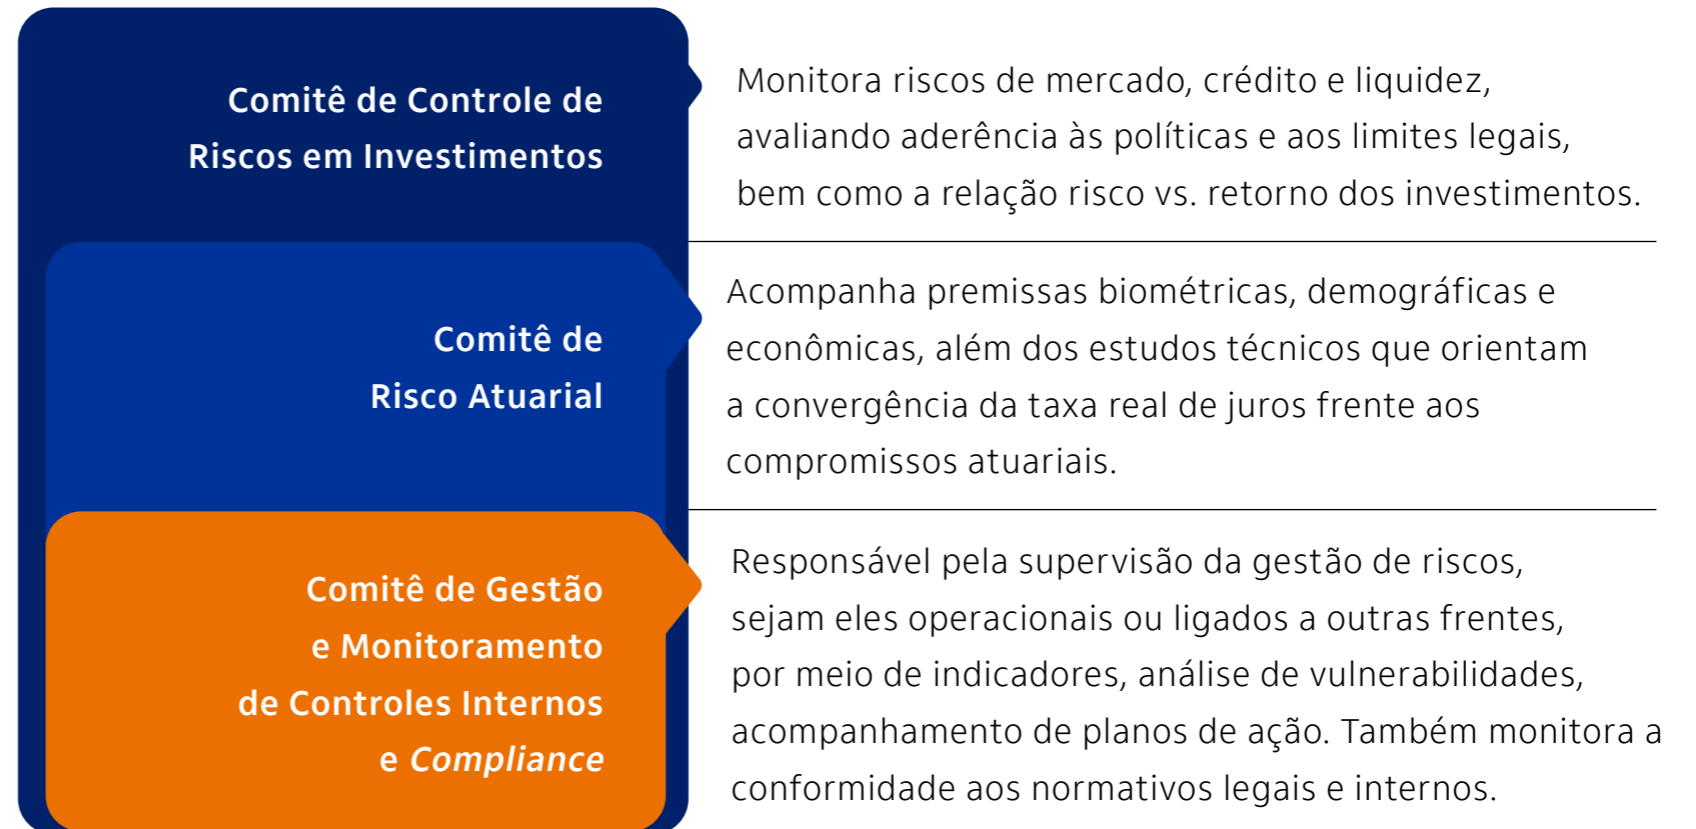 Comitê de Controle de
Riscos em Investimentos
Monitora riscos de mercado, crédito e liquidez,
avaliando aderência às políticas e aos limites legais,
bem como a relação risco vs. retorno dos investimentos.
Comitê de
Risco Atuarial
Acompanha premissas biométricas, demográficas e
econômicas, além dos estudos técnicos que orientam
a convergência da taxa real de juros frente aos
compromissos atuariais.
Comitê de Gestão
e Monitoramento
de Controles Internos
e Compliance
Responsável pela supervisão da gestão de riscos,
sejam eles operacionais ou ligados a outras frentes,
por meio de indicadores, análise de vulnerabilidades,
acompanhamento de planos de ação. Também monitora a
conformidade aos normativos legais e internos.